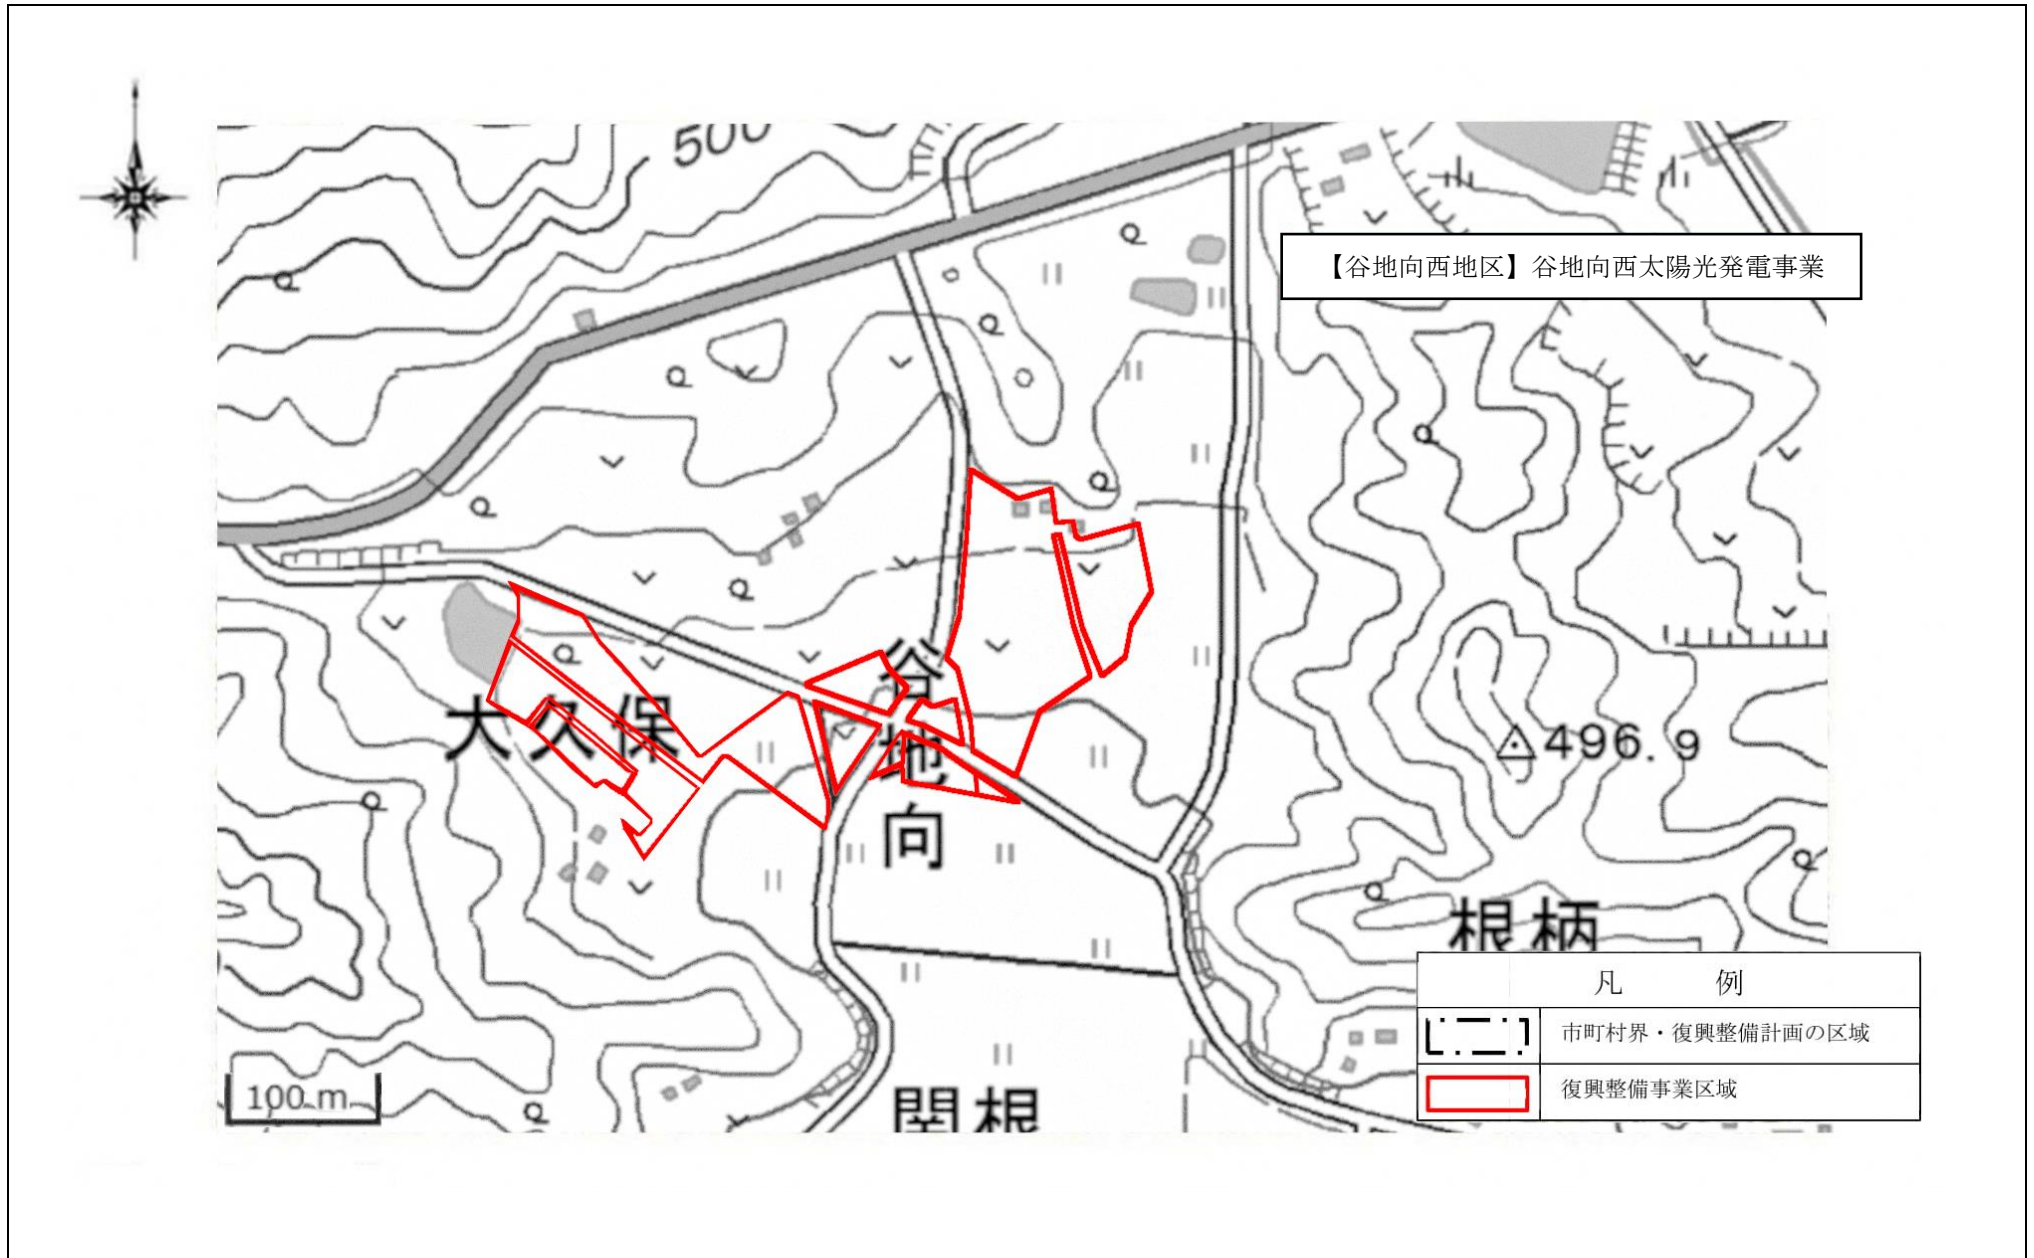 500
【谷地向西地区】谷地向西太陽光発電事業
谷地向
大久保
496.9
根柄
関根
100 m
凡 例
市町村界・復興整備計画の区域
復興整備事業区域